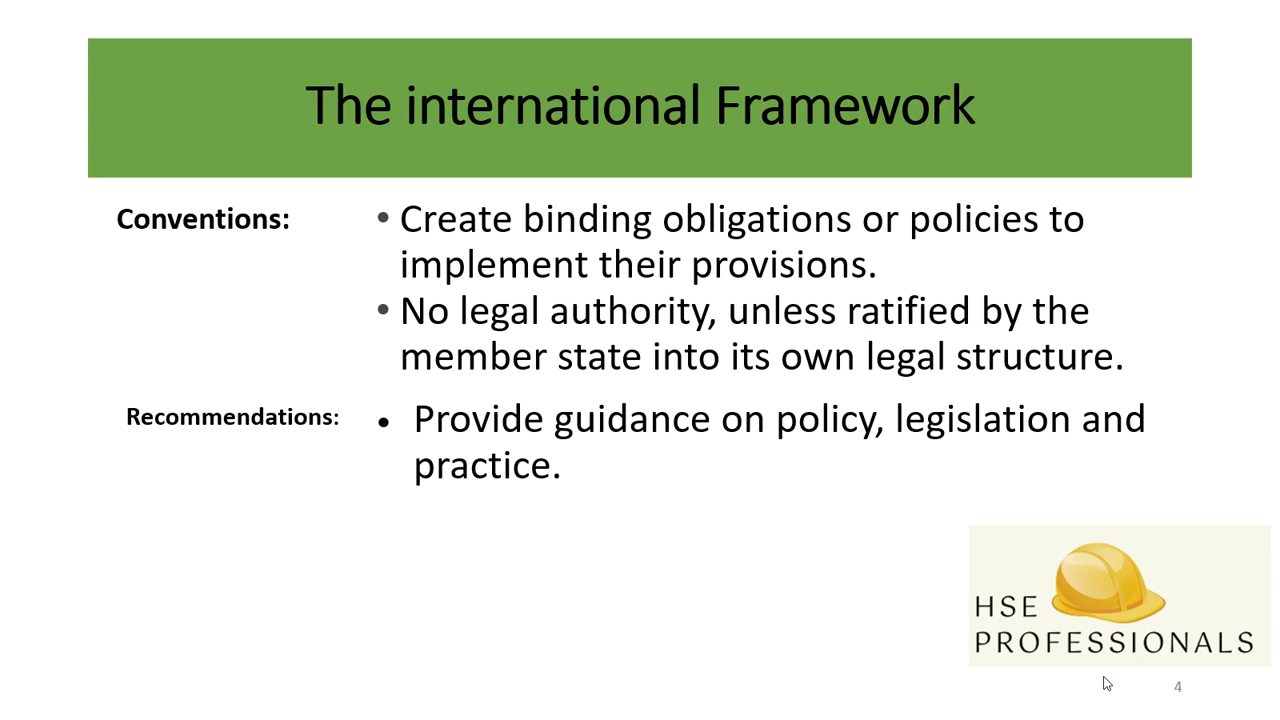 The international Framework
Conventions:
• Create binding obligations or policies to
implement their provisions.
• No legal authority, unless ratified by the
member state into its own legal structure.
Recommendations:
• Provide guidance on policy, legislation and
practice.
HSE
PROFESSIONALS
4